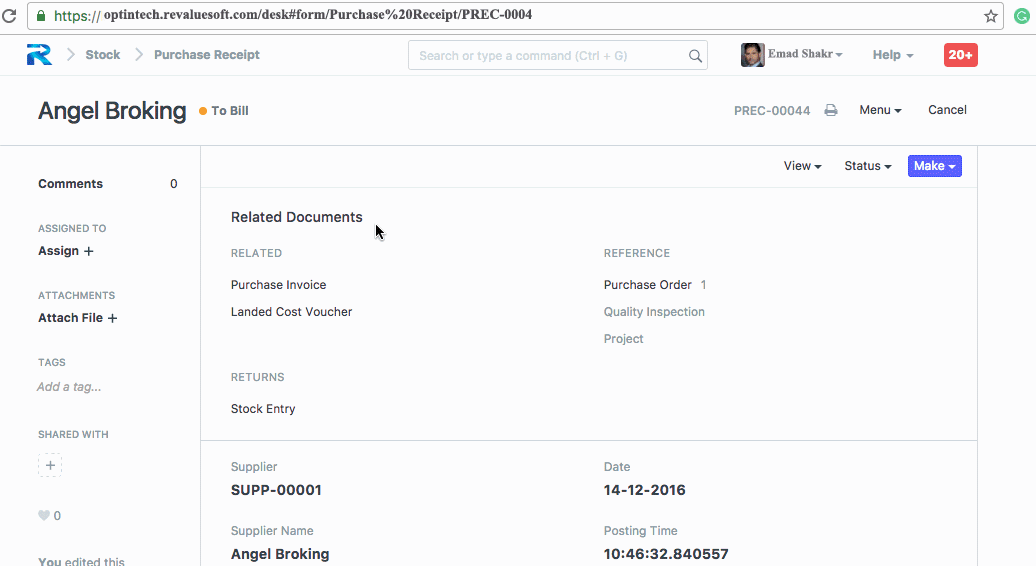 https://optintech.revaluesoft.com/desk#form/Purchase%20Receipt/PREC-0004
Stock
Purchase Receipt
Search or type a command (Ctrl + G)
Emad Shakr
Help
20+
Angel Broking
To Bill
PREC-00044
Menu
Cancel
View
Status
Make
Comments 0
ASSIGNED TO
Assign +
ATTACHMENTS
Attach File +
TAGS
Add a tag...
SHARED WITH
+
0
You edited this
Related Documents
RELATED
Purchase Invoice
Landed Cost Voucher
REFERENCE
Purchase Order 1
Quality Inspection
Project
RETURNS
Stock Entry
Supplier
SUPP-00001
Date
14-12-2016
Supplier Name
Angel Broking
Posting Time
10:46:32.840557